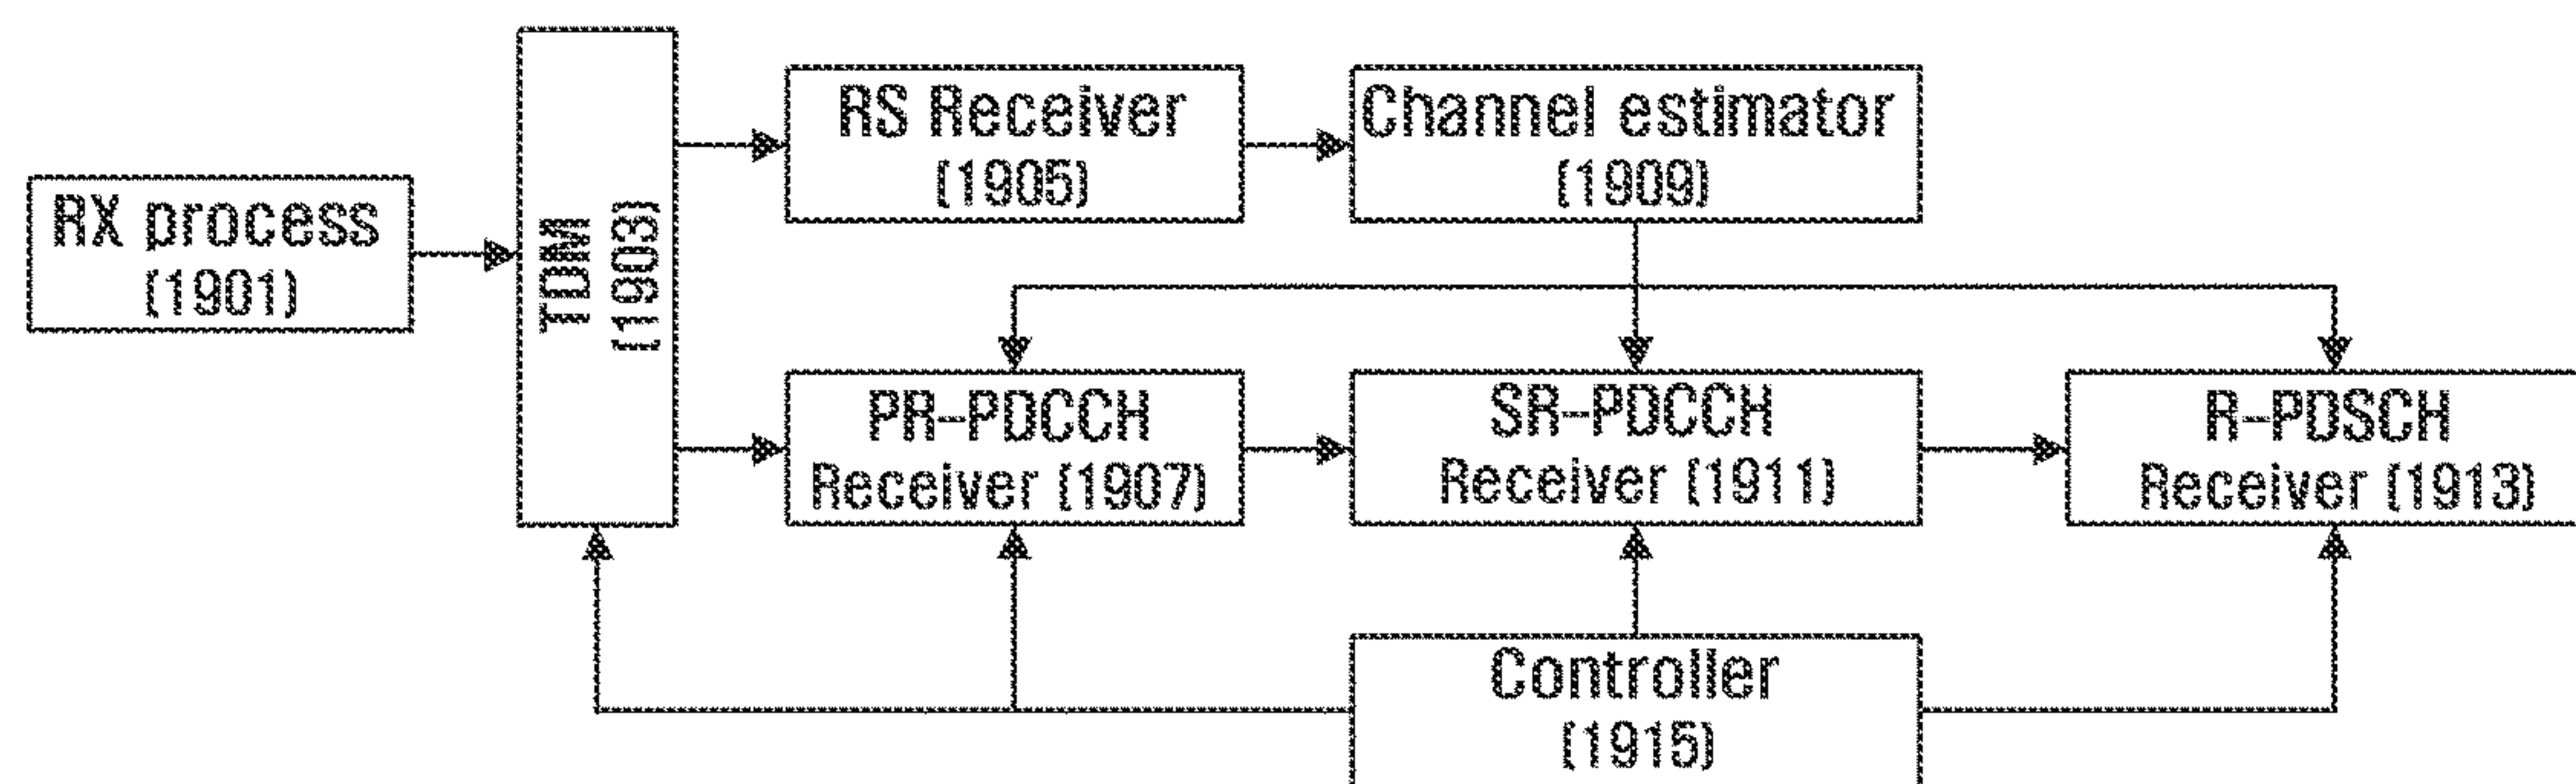 RX process
(1901)
TDM
(1903)
RS Receiver
(1905)
Channel estimator
(1909)
PR-PDCCH
Receiver (1907)
SR-PDCCH
Receiver (1911)
R-PDSCH
Receiver (1913)
Controller
(1915)